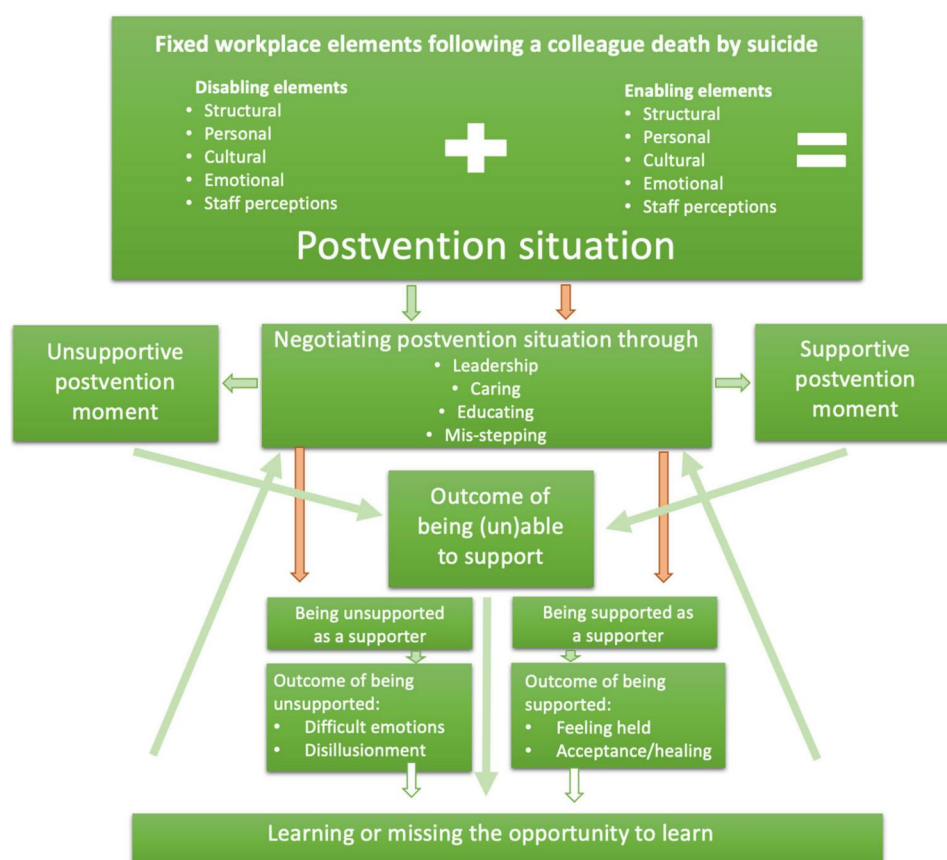 Fixed workplace elements following a colleague death by suicide
Disabling elements
• Structural
• Personal
• Cultural
• Emotional
• Staff perceptions
Enabling elements
• Structural
• Personal
• Cultural
• Emotional
• Staff perceptions
Postvention situation
Unsupportive
postvention
moment
Negotiating postvention situation through
• Leadership
• Caring
• Educating
• Mis-stepping
Supportive
postvention
moment
Outcome of
being (un)able
to support
Being unsupported
as a supporter
Being supported as
a supporter
Outcome of being
unsupported:
• Difficult emotions
• Disillusionment
Outcome of being
supported:
• Feeling held
• Acceptance/healing
Learning or missing the opportunity to learn